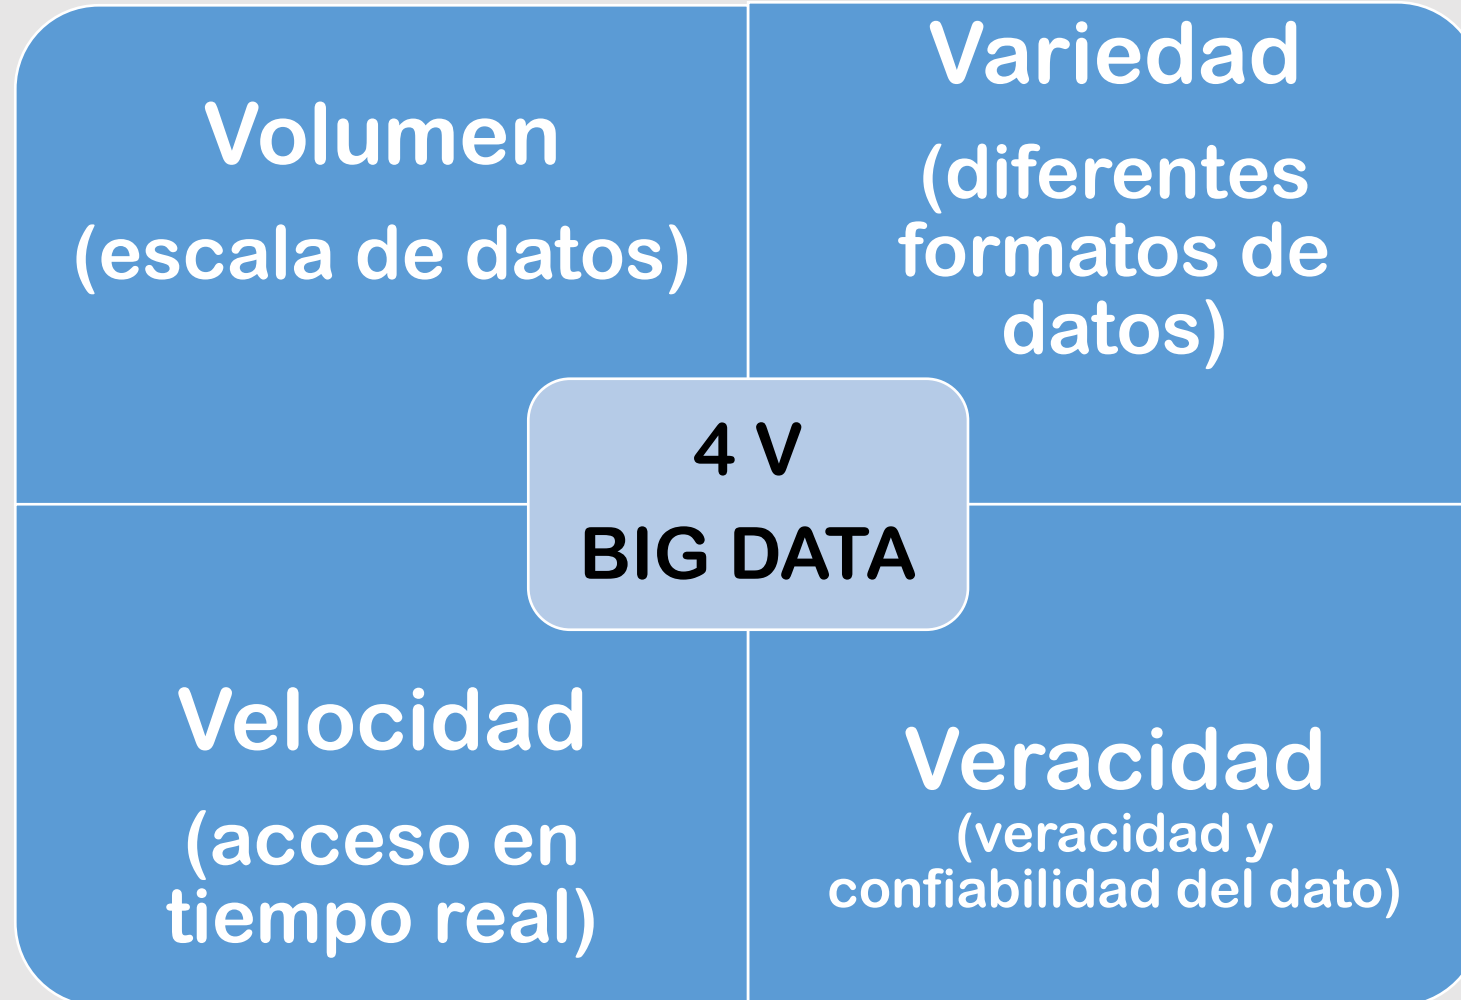 Volumen
(escala de datos)
Variedad
(diferentes
formatos de
datos)
4 V
BIG DATA
Velocidad
(acceso en
tiempo real)
Veracidad
(veracidad y
confiabilidad del dato)